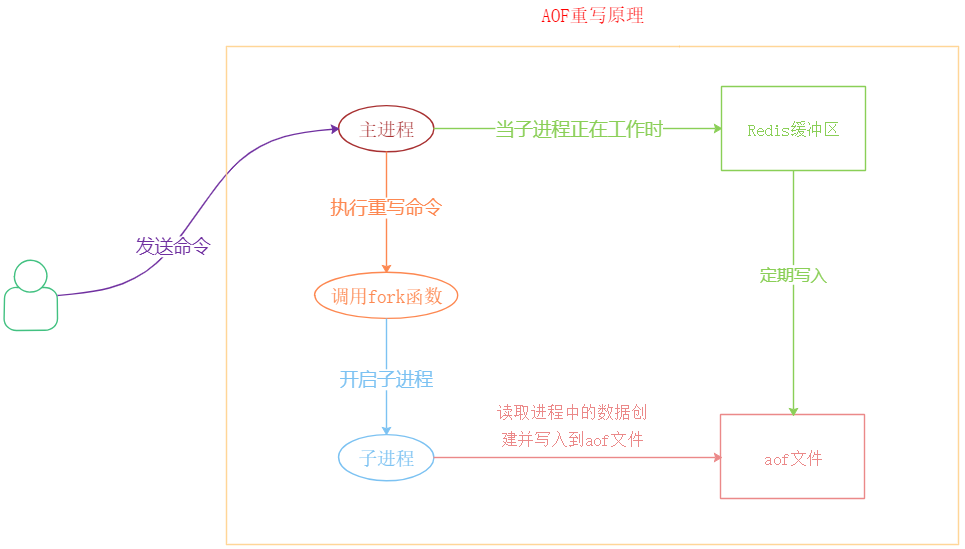 AOF重写原理
主进程
当子进程正在工作时
Redis缓冲区
执行重写命令
发送命令
定期写入
调用fork函数
开启子进程
读取进程中的数据创
建并写入到aof文件
子进程
aof文件